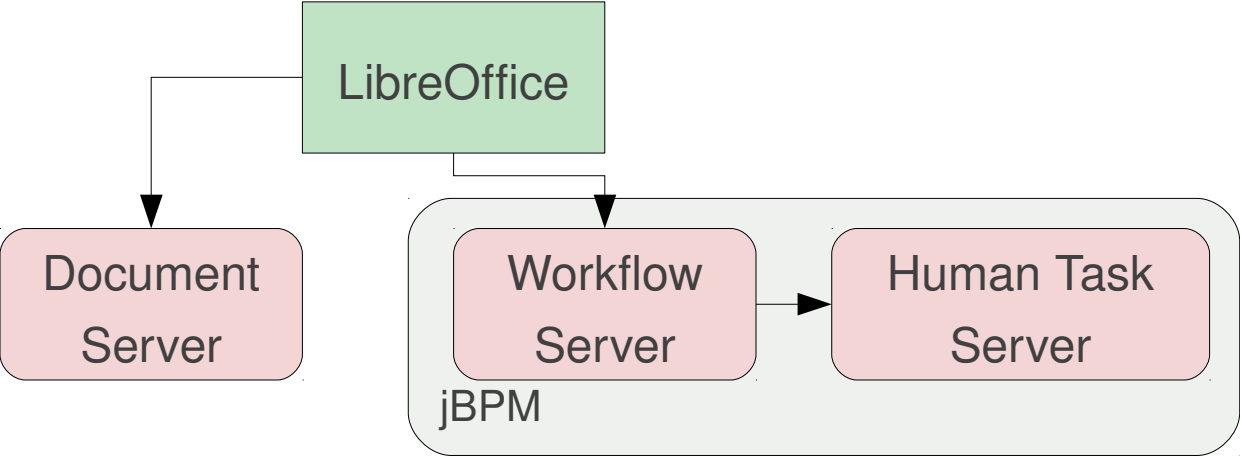 LibreOffice
Document
Server
Workflow
Server
Human Task
Server
jBPM